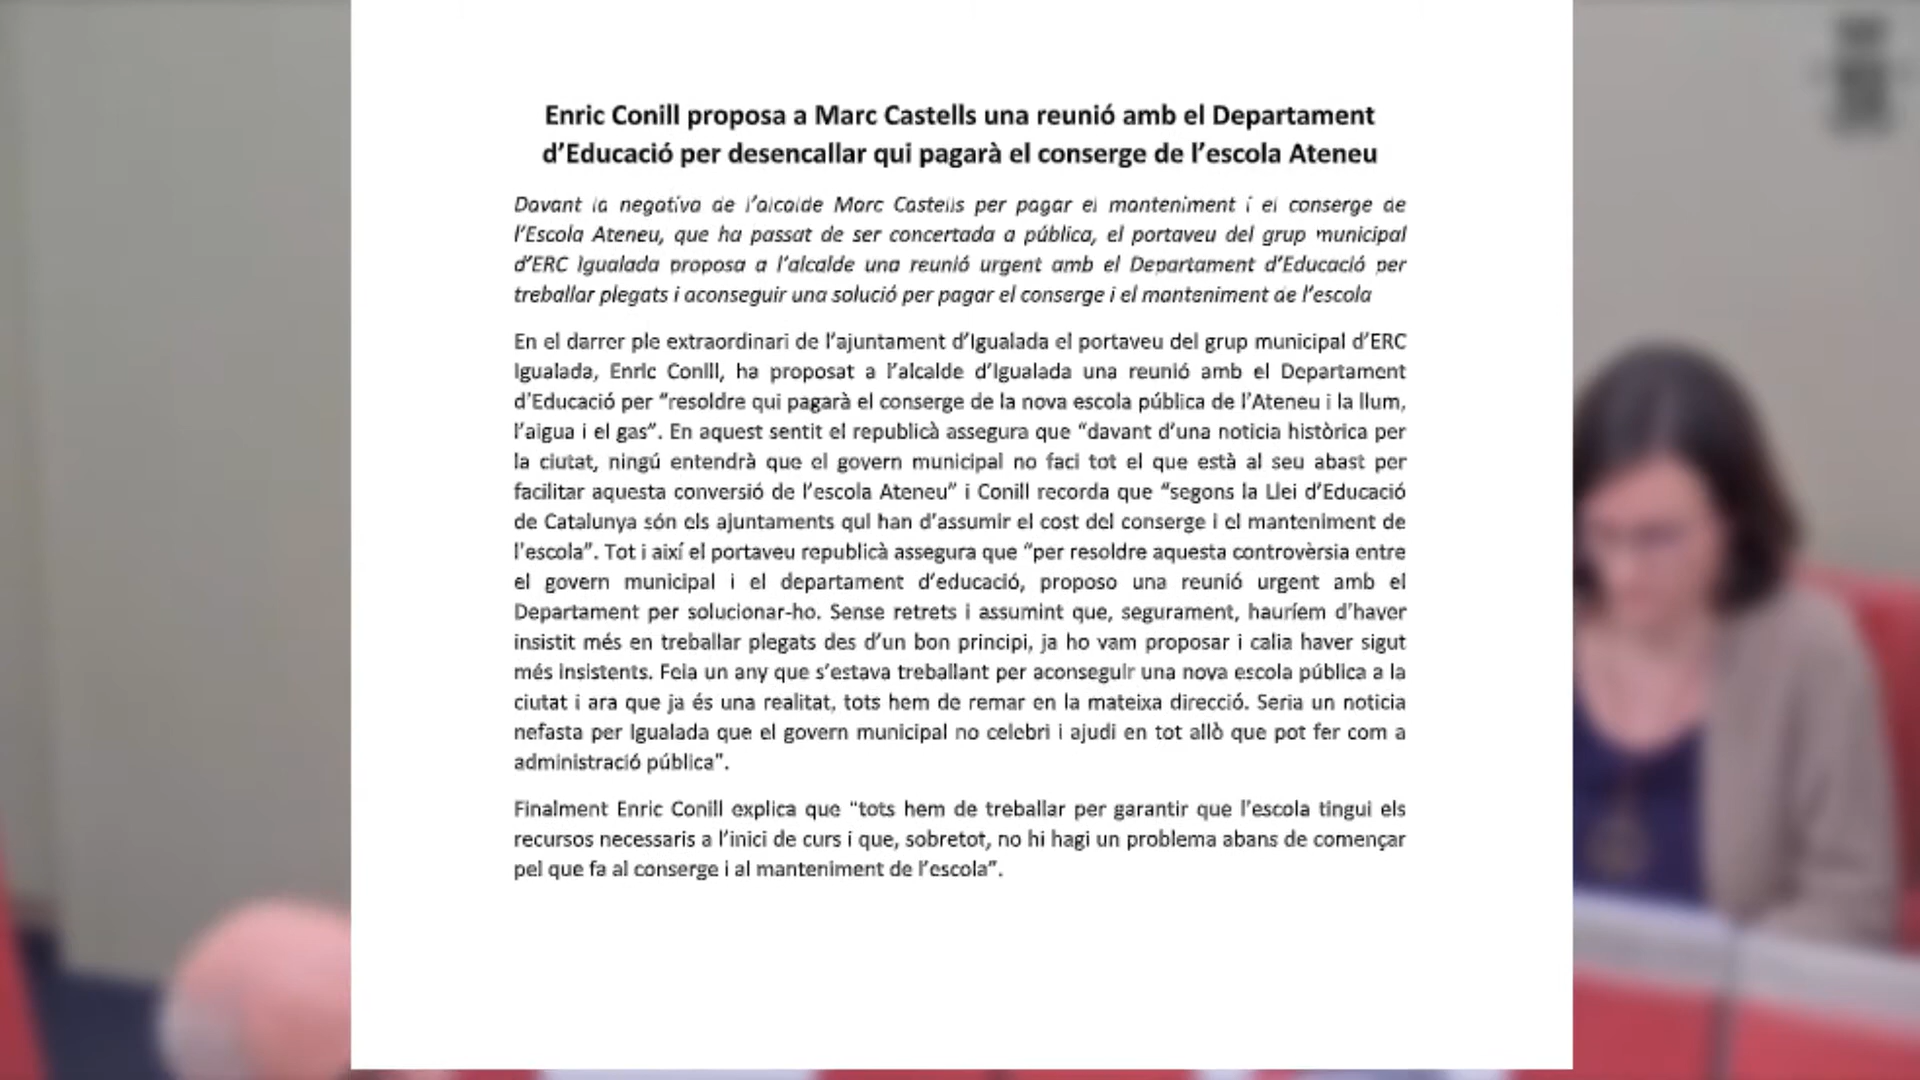 Enric Conill proposa a Marc Castells una reunió amb el Departament
d’Educació per desencallar qui pagarà el conserge de l’escola Ateneu
Davant la negativa de l’alcalde Marc Castells per pagar el manteniment i el conserge de
l’Escola Ateneu, que ha passat de ser concertada a pública, el portaveu del grup municipal
d’ERC Igualada proposa a l’alcalde una reunió urgent amb el Departament d’Educació per
treballar plegats i aconseguir una solució per pagar el conserge i el manteniment de l’escola
En el darrer ple extraordinari de l’ajuntament d’Igualada el portaveu del grup municipal d’ERC
Igualada, Enric Conill, ha proposat a l’alcalde d’Igualada una reunió amb el Departament
d’Educació per “resoldre qui pagarà el conserge de la nova escola pública de l’Ateneu i la llum,
l’aigua i el gas”. En aquest sentit el republicà assegura que “davant d’una noticia històrica per
la ciutat, ningú entendrà que el govern municipal no faci tot el que està al seu abast per
facilitar aquesta conversió de l’escola Ateneu” i Conill recorda que “segons la Llei d’Educació
de Catalunya són els ajuntaments qui han d’assumir el cost del conserge i el manteniment de
l’escola”. Tot i així el portaveu republicà assegura que “per resoldre aquesta controvèrsia entre
el govern municipal i el departament d’educació, proposo una reunió urgent amb el
Departament per solucionar-ho. Sense retrets i assumint que, segurament, hauríem d’haver
insistit més en treballar plegats des d’un bon principi, ja ho vam proposar i calia haver sigut
més insistents. Feia un any que s’estava treballant per aconseguir una nova escola pública a la
ciutat i ara que ja és una realitat, tots hem de remar en la mateixa direcció. Seria un noticia
nefasta per Igualada que el govern municipal no celebri i ajudi en tot allò que pot fer com a
administració pública”.
Finalment Enric Conill explica que “tots hem de treballar per garantir que l’escola tingui els
recursos necessaris a l’inici de curs i que, sobretot, no hi hagi un problema abans de començar
pel que fa al conserge i al manteniment de l’escola”.